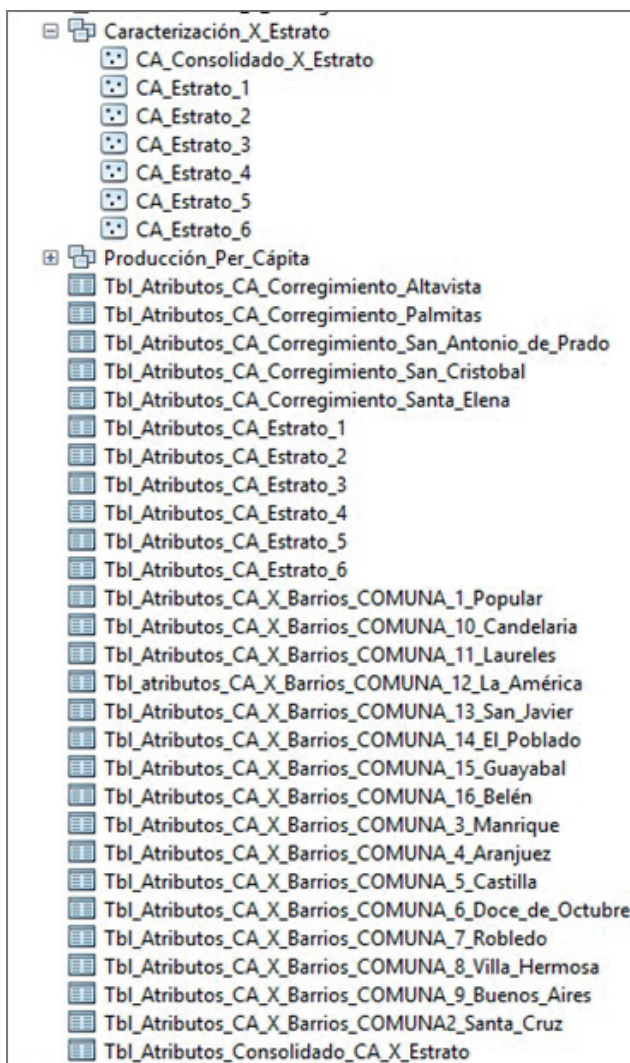 Caracterización_X_Estrato
CA_Consolidado_X_Estrato
CA_Estrato_1
CA_Estrato_2
CA_Estrato_3
CA_Estrato_4
CA_Estrato_5
CA_Estrato_6
Producción_Per_Cápita
Tbl_Atributos_CA_Corregimiento_Altavista
Tbl_Atributos_CA_Corregimiento_Palmitas
Tbl_Atributos_CA_Corregimiento_San_Antonio_de_Prado
Tbl_Atributos_CA_Corregimiento_San_Cristobal
Tbl_Atributos_CA_Corregimiento_Santa_Elena
Tbl_Atributos_CA_Estrato_1
Tbl_Atributos_CA_Estrato_2
Tbl_Atributos_CA_Estrato_3
Tbl_Atributos_CA_Estrato_4
Tbl_Atributos_CA_Estrato_5
Tbl_Atributos_CA_Estrato_6
Tbl_Atributos_CA_X_Barrios_COMUNA_1_Popular
Tbl_Atributos_CA_X_Barrios_COMUNA_10_Candelaria
Tbl_Atributos_CA_X_Barrios_COMUNA_11_Laureles
Tbl_atributos_CA_X_Barrios_COMUNA_12_La_América
Tbl_Atributos_CA_X_Barrios_COMUNA_13_San_Javier
Tbl_Atributos_CA_X_Barrios_COMUNA_14_El_Poblado
Tbl_Atributos_CA_X_Barrios_COMUNA_15_Guayabal
Tbl_Atributos_CA_X_Barrios_COMUNA_16_Belén
Tbl_Atributos_CA_X_Barrios_COMUNA_3_Manrique
Tbl_Atributos_CA_X_Barrios_COMUNA_4_Aranjuez
Tbl_Atributos_CA_X_Barrios_COMUNA_5_Castilla
Tbl_Atributos_CA_X_Barrios_COMUNA_6_Doce_de_Octubre
Tbl_Atributos_CA_X_Barrios_COMUNA_7_Robledo
Tbl_Atributos_CA_X_Barrios_COMUNA_8_Villa_Hermosa
Tbl_Atributos_CA_X_Barrios_COMUNA_9_Buenos_Aires
Tbl_Atributos_CA_X_Barrios_COMUNA2_Santa_Cruz
Tbl_Atributos_Consolidado_CA_X_Estrato